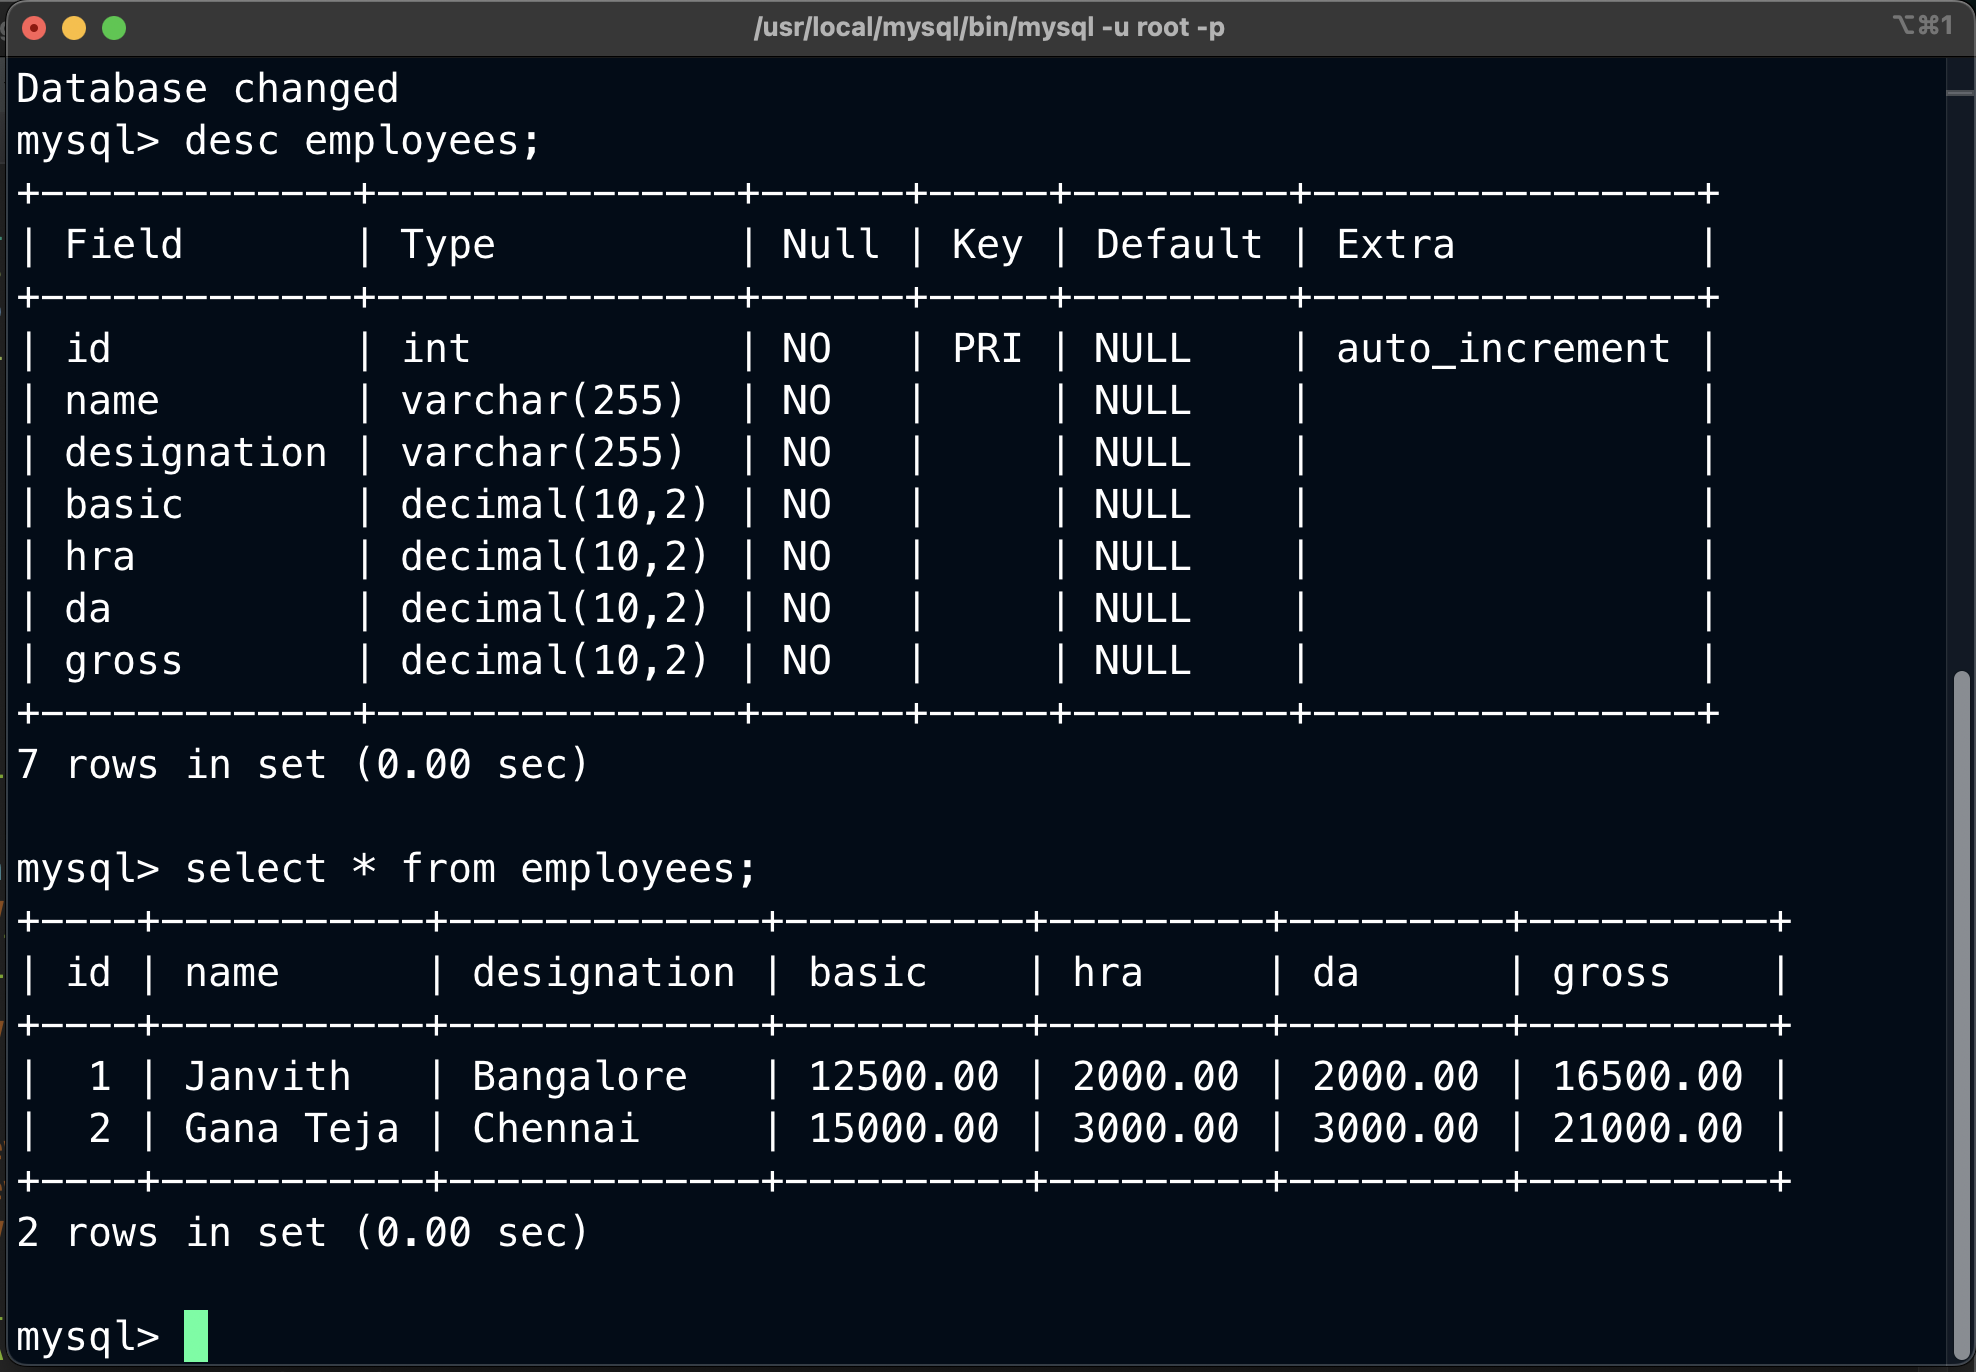 /usr/local/mysql/bin/mysql -u root -p
⌥⌘1
Database changed
mysql> desc employees;
+-------------+---------------+------+-----+---------+----------------+
| Field       | Type          | Null | Key | Default | Extra          |
+-------------+---------------+------+-----+---------+----------------+
| id          | int           | NO   | PRI | NULL    | auto_increment |
| name        | varchar(255)  | NO   |     | NULL    |                |
| designation | varchar(255)  | NO   |     | NULL    |                |
| basic       | decimal(10,2) | NO   |     | NULL    |                |
| hra         | decimal(10,2) | NO   |     | NULL    |                |
| da          | decimal(10,2) | NO   |     | NULL    |                |
| gross       | decimal(10,2) | NO   |     | NULL    |                |
+-------------+---------------+------+-----+---------+----------------+
7 rows in set (0.00 sec)

mysql> select * from employees;
+----+-----------+-------------+----------+---------+---------+----------+
| id | name      | designation | basic    | hra     | da      | gross    |
+----+-----------+-------------+----------+---------+---------+----------+
|  1 | Janvith   | Bangalore   | 12500.00 | 2000.00 | 2000.00 | 16500.00 |
|  2 | Gana Teja | Chennai     | 15000.00 | 3000.00 | 3000.00 | 21000.00 |
+----+-----------+-------------+----------+---------+---------+----------+
2 rows in set (0.00 sec)

mysql>